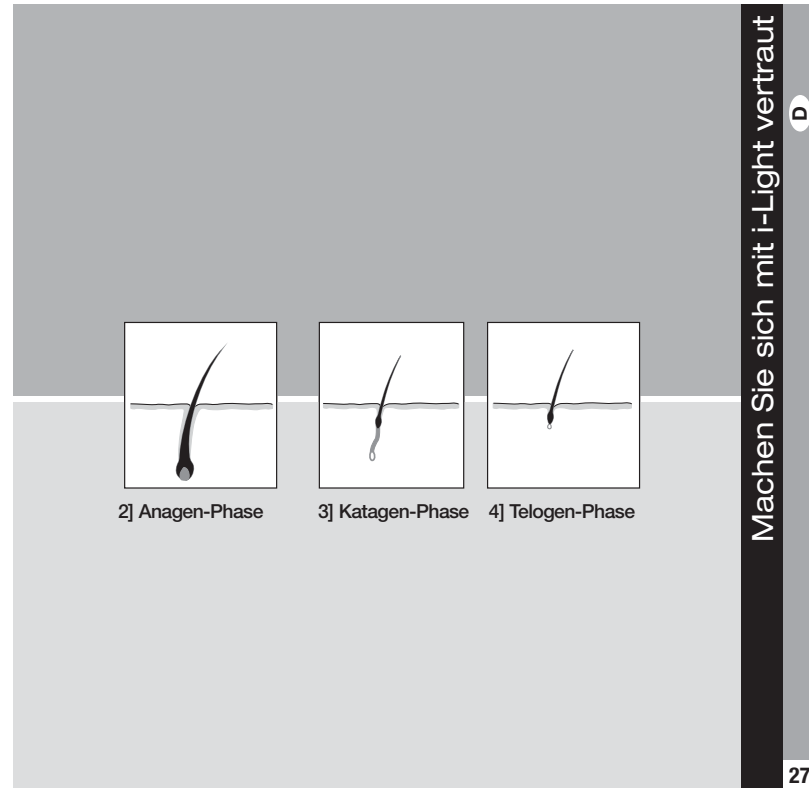 Machen Sie sich mit i-Light vertraut
D
2] Anagen-Phase
3] Katagen-Phase
4] Telogen-Phase
27